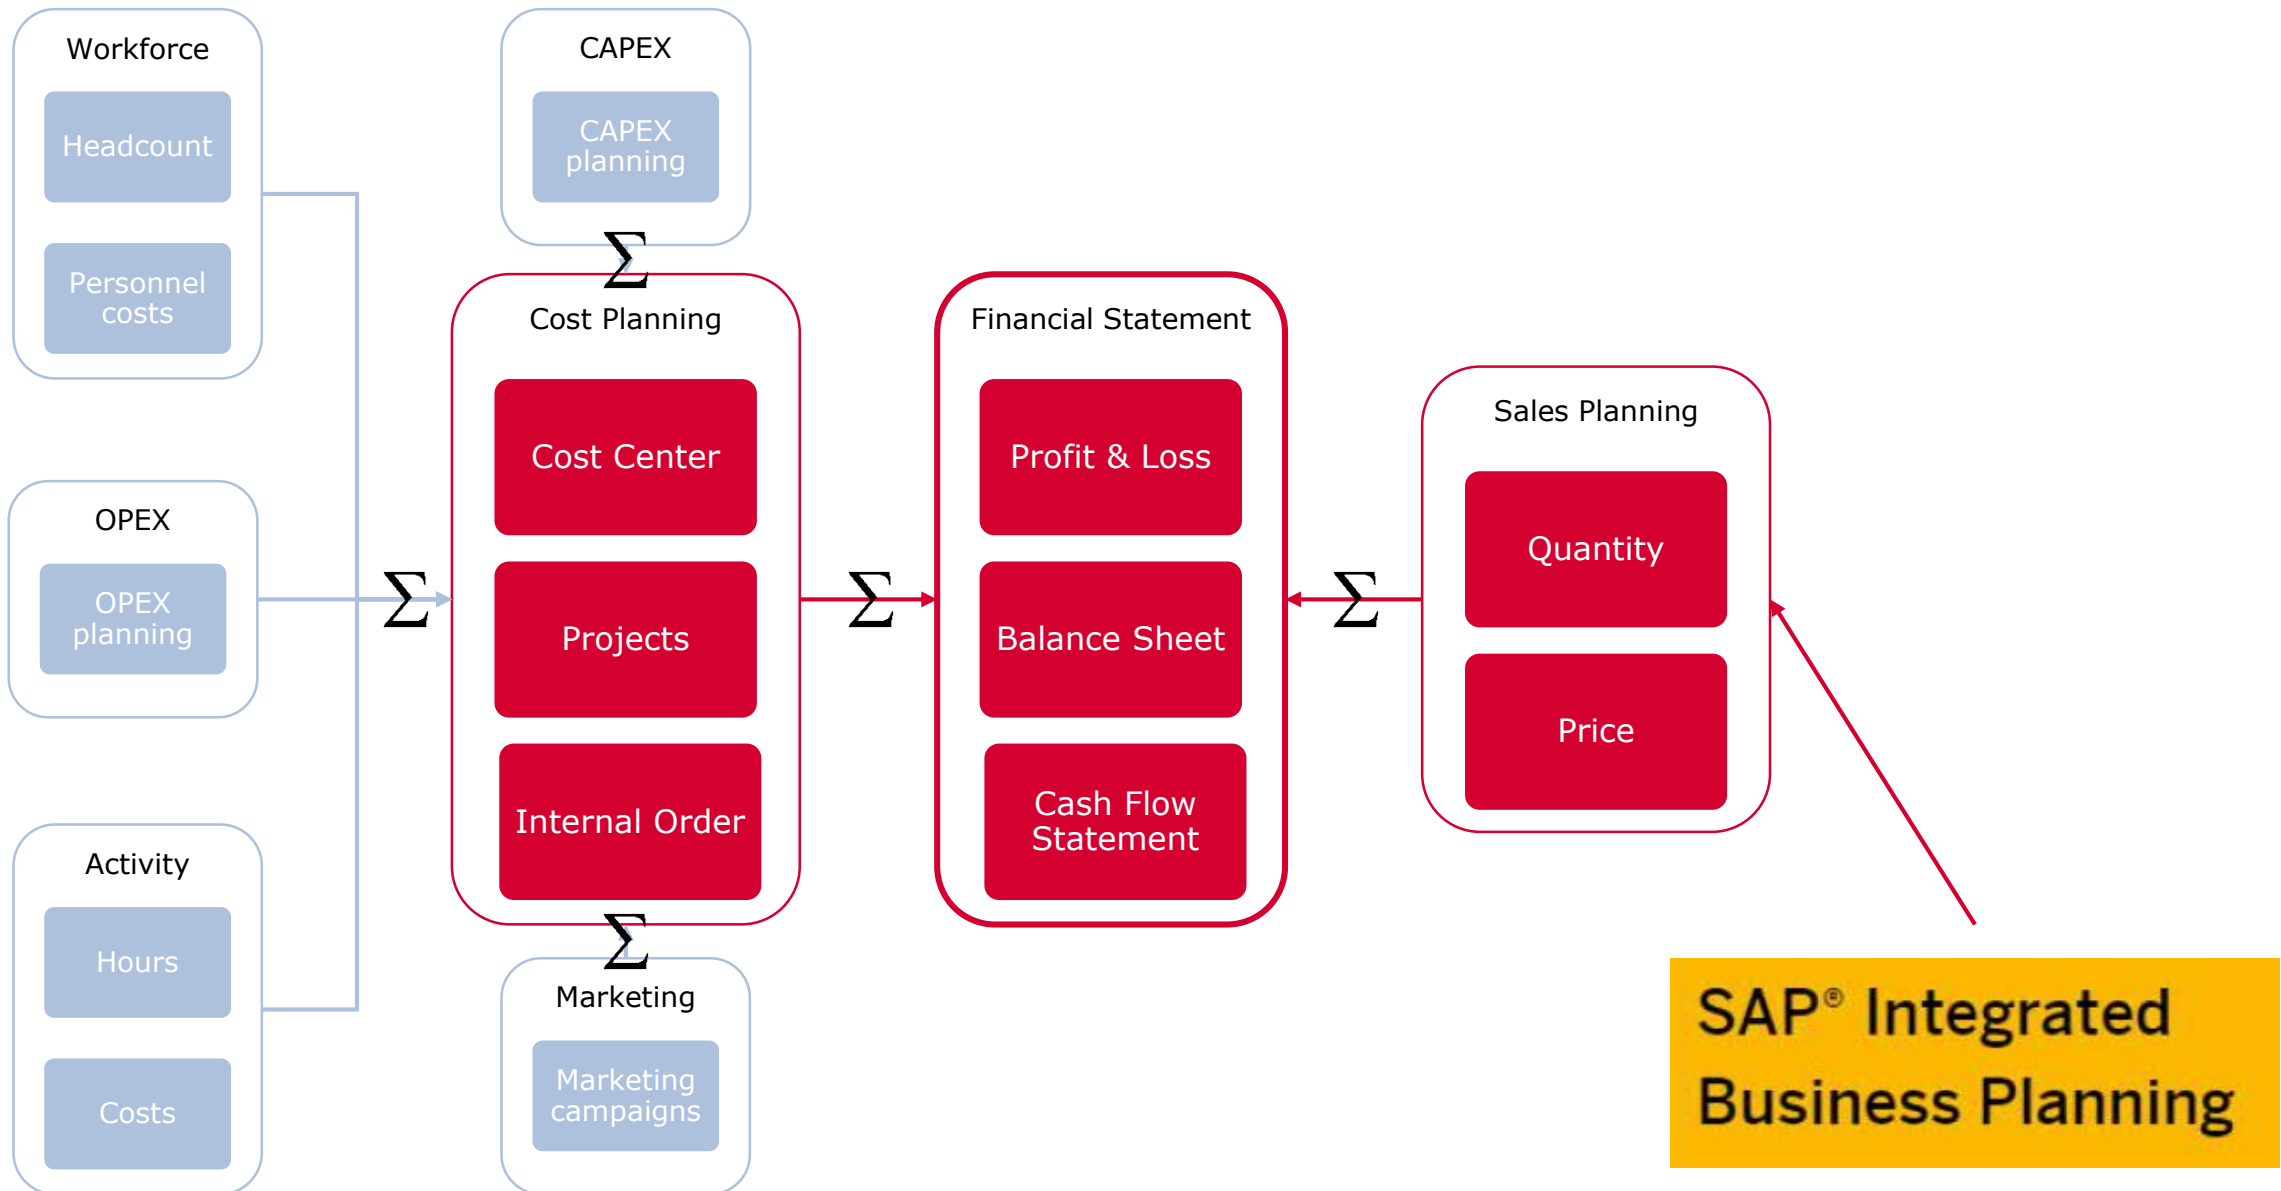 Workforce
Headcount
Personnel
costs
OPEX
OPEX
planning
Activity
Hours
Costs
CAPEX
CAPEX
planning
Σ
Σ
Cost Planning
Cost Center
Projects
Internal Order
Σ
Marketing
Marketing
campaigns
Σ
Financial Statement
Profit & Loss
Balance Sheet
Cash Flow
Statement
Σ
Sales Planning
Quantity
Price
SAP® Integrated
Business Planning